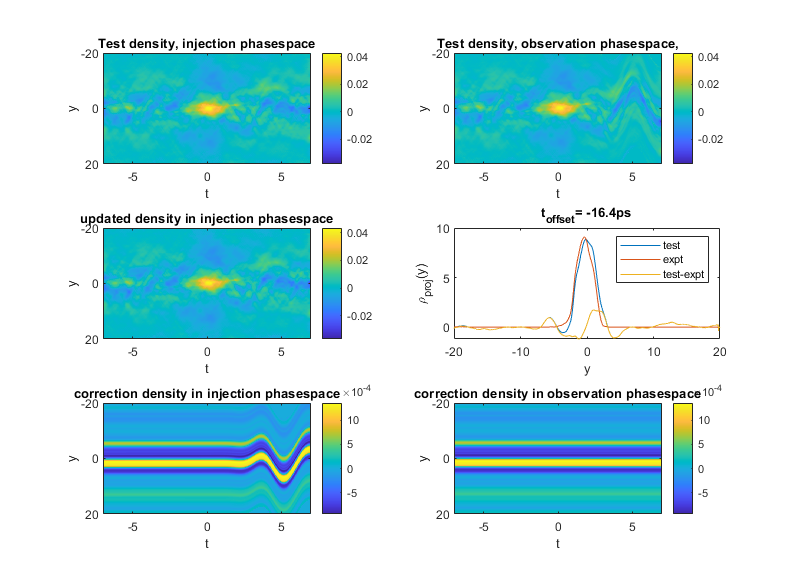 Test density, injection phasespace
-20
0
20
y
-5
0
5
t
0.04
0.02
0
-0.02
Test density, observation phasespace,
-20
0
20
y
-5
0
5
t
0.04
0.02
0
-0.02
updated density in injection phasespace
-20
0
20
y
-5
0
5
t
0.04
0.02
0
-0.02
t_offset= -16.4ps
10
5
0
ρ_proj(y)
-20
-10
0
10
20
y
test
expt
test-expt
correction density in injection phasespace ×10^-4
-20
0
20
y
-5
0
5
t
10
5
0
-5
correction density in observation phasespace 10^-4
-20
0
20
y
-5
0
5
t
10
5
0
-5